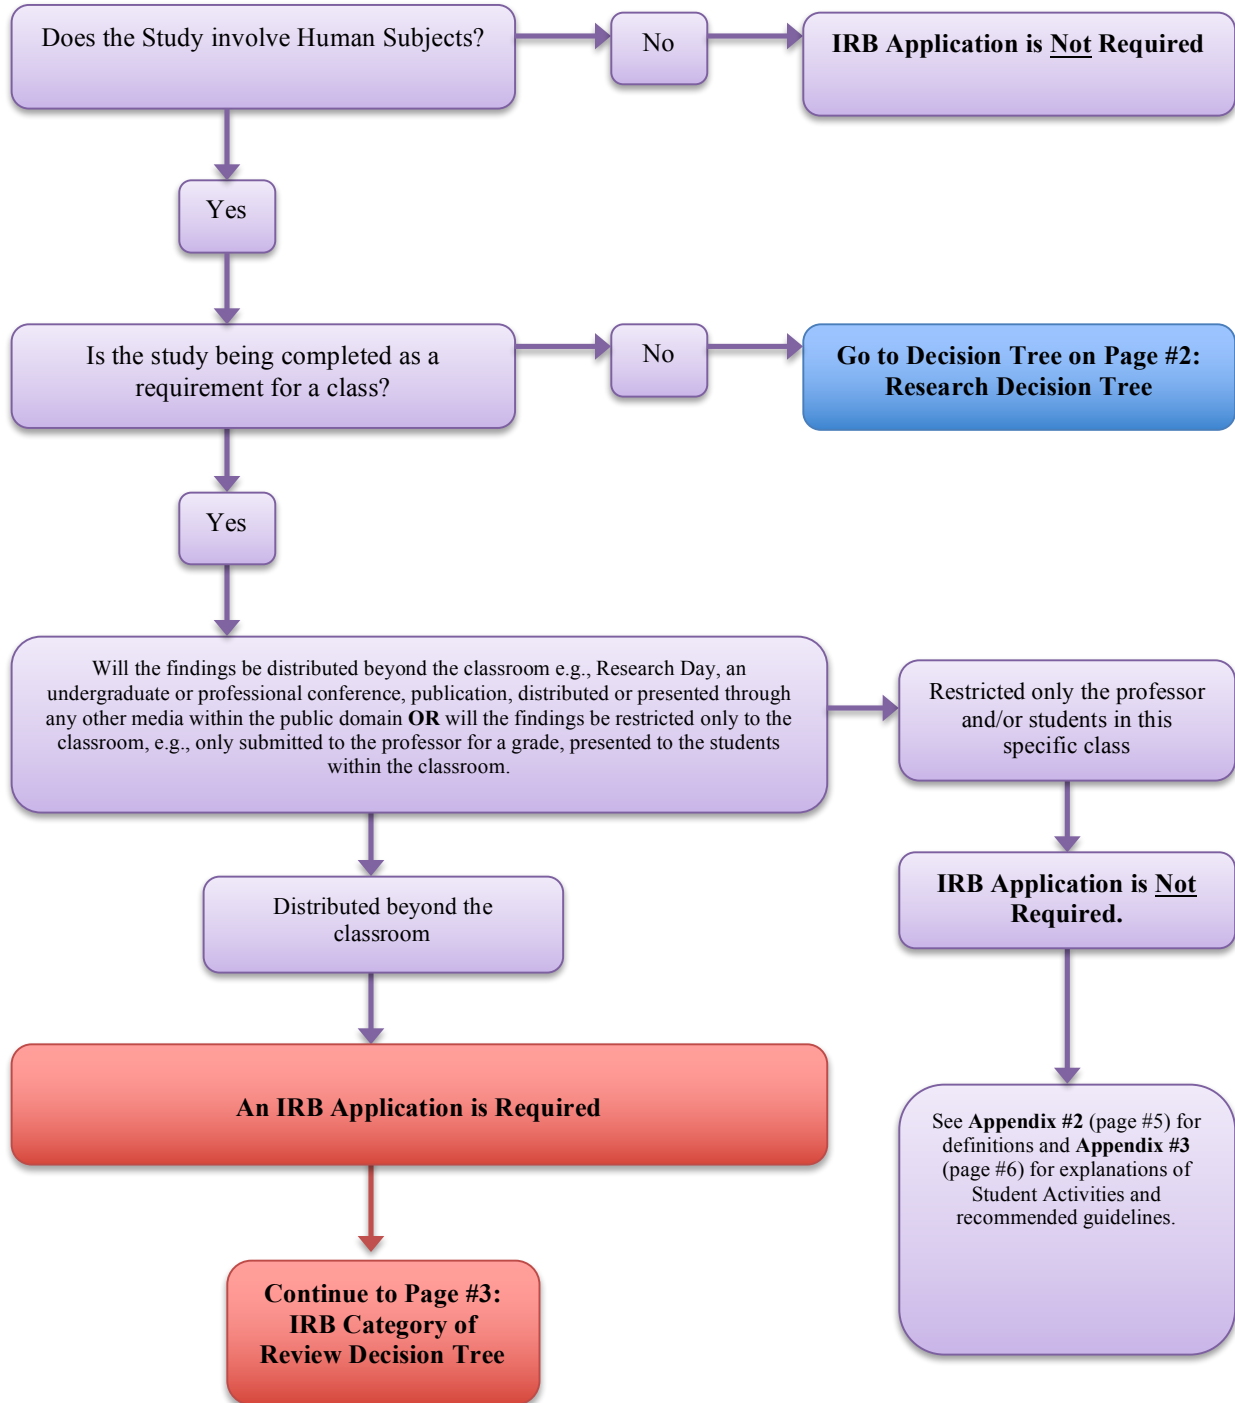 Does the Study involve Human Subjects?
No
IRB Application is Not Required
Yes
Is the study being completed as a
requirement for a class?
No
Go to Decision Tree on Page #2:
Research Decision Tree
Yes
Will the findings be distributed beyond the classroom e.g., Research Day, an
undergraduate or professional conference, publication, distributed or presented through
any other media within the public domain OR will the findings be restricted only to the
classroom, e.g., only submitted to the professor for a grade, presented to the students
within the classroom.
Restricted only the professor
and/or students in this
specific class
IRB Application is Not
Required.
Distributed beyond the
classroom
An IRB Application is Required
See Appendix #2 (page #5) for
definitions and Appendix #3
(page #6) for explanations of
Student Activities and
recommended guidelines.
Continue to Page #3:
IRB Category of
Review Decision Tree